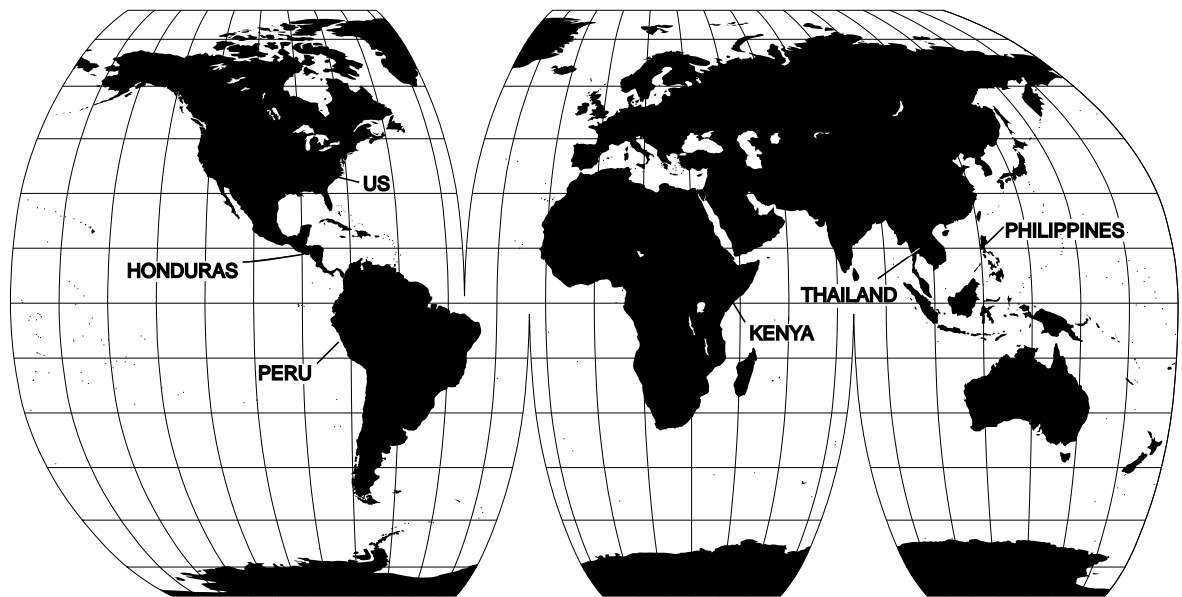 US
PHILIPPINES
HONDURAS
THAILAND
KENYA
PERU